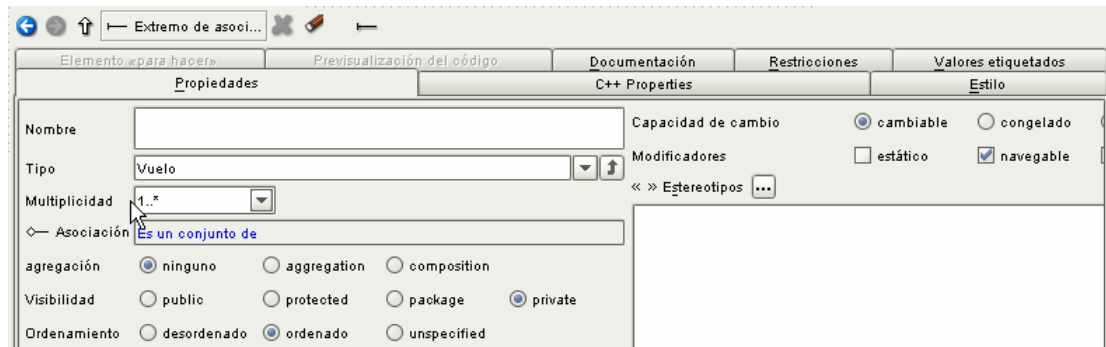 Extremo de asoci...
Elemento «para hacer» Previsualización del código Documentación Restricciones Valores etiquetados
Propiedades C++ Properties Estilo
Nombre
Tipo Vuelo
Multiplicidad 1..*
Asociación Es un conjunto de
agregación ninguno aggregation composition
Visibilidad public protected package private
Ordenamiento desordenado ordenado unspecified
Capacidad de cambio cambiable congelado
Modificadores estático navegable
« » Estereotipos ...